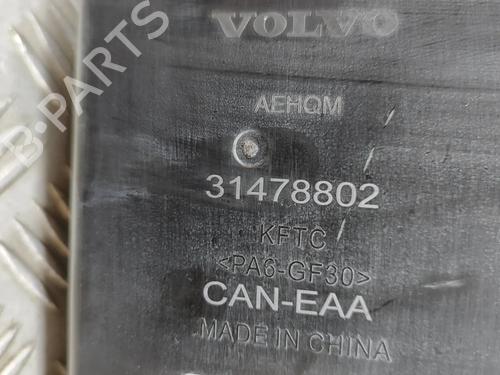 VOLVO
AEHQM
31478802
KFTC
<PA6-GF30>
CAN-EAA
MADE IN CHINA
B-PARTS